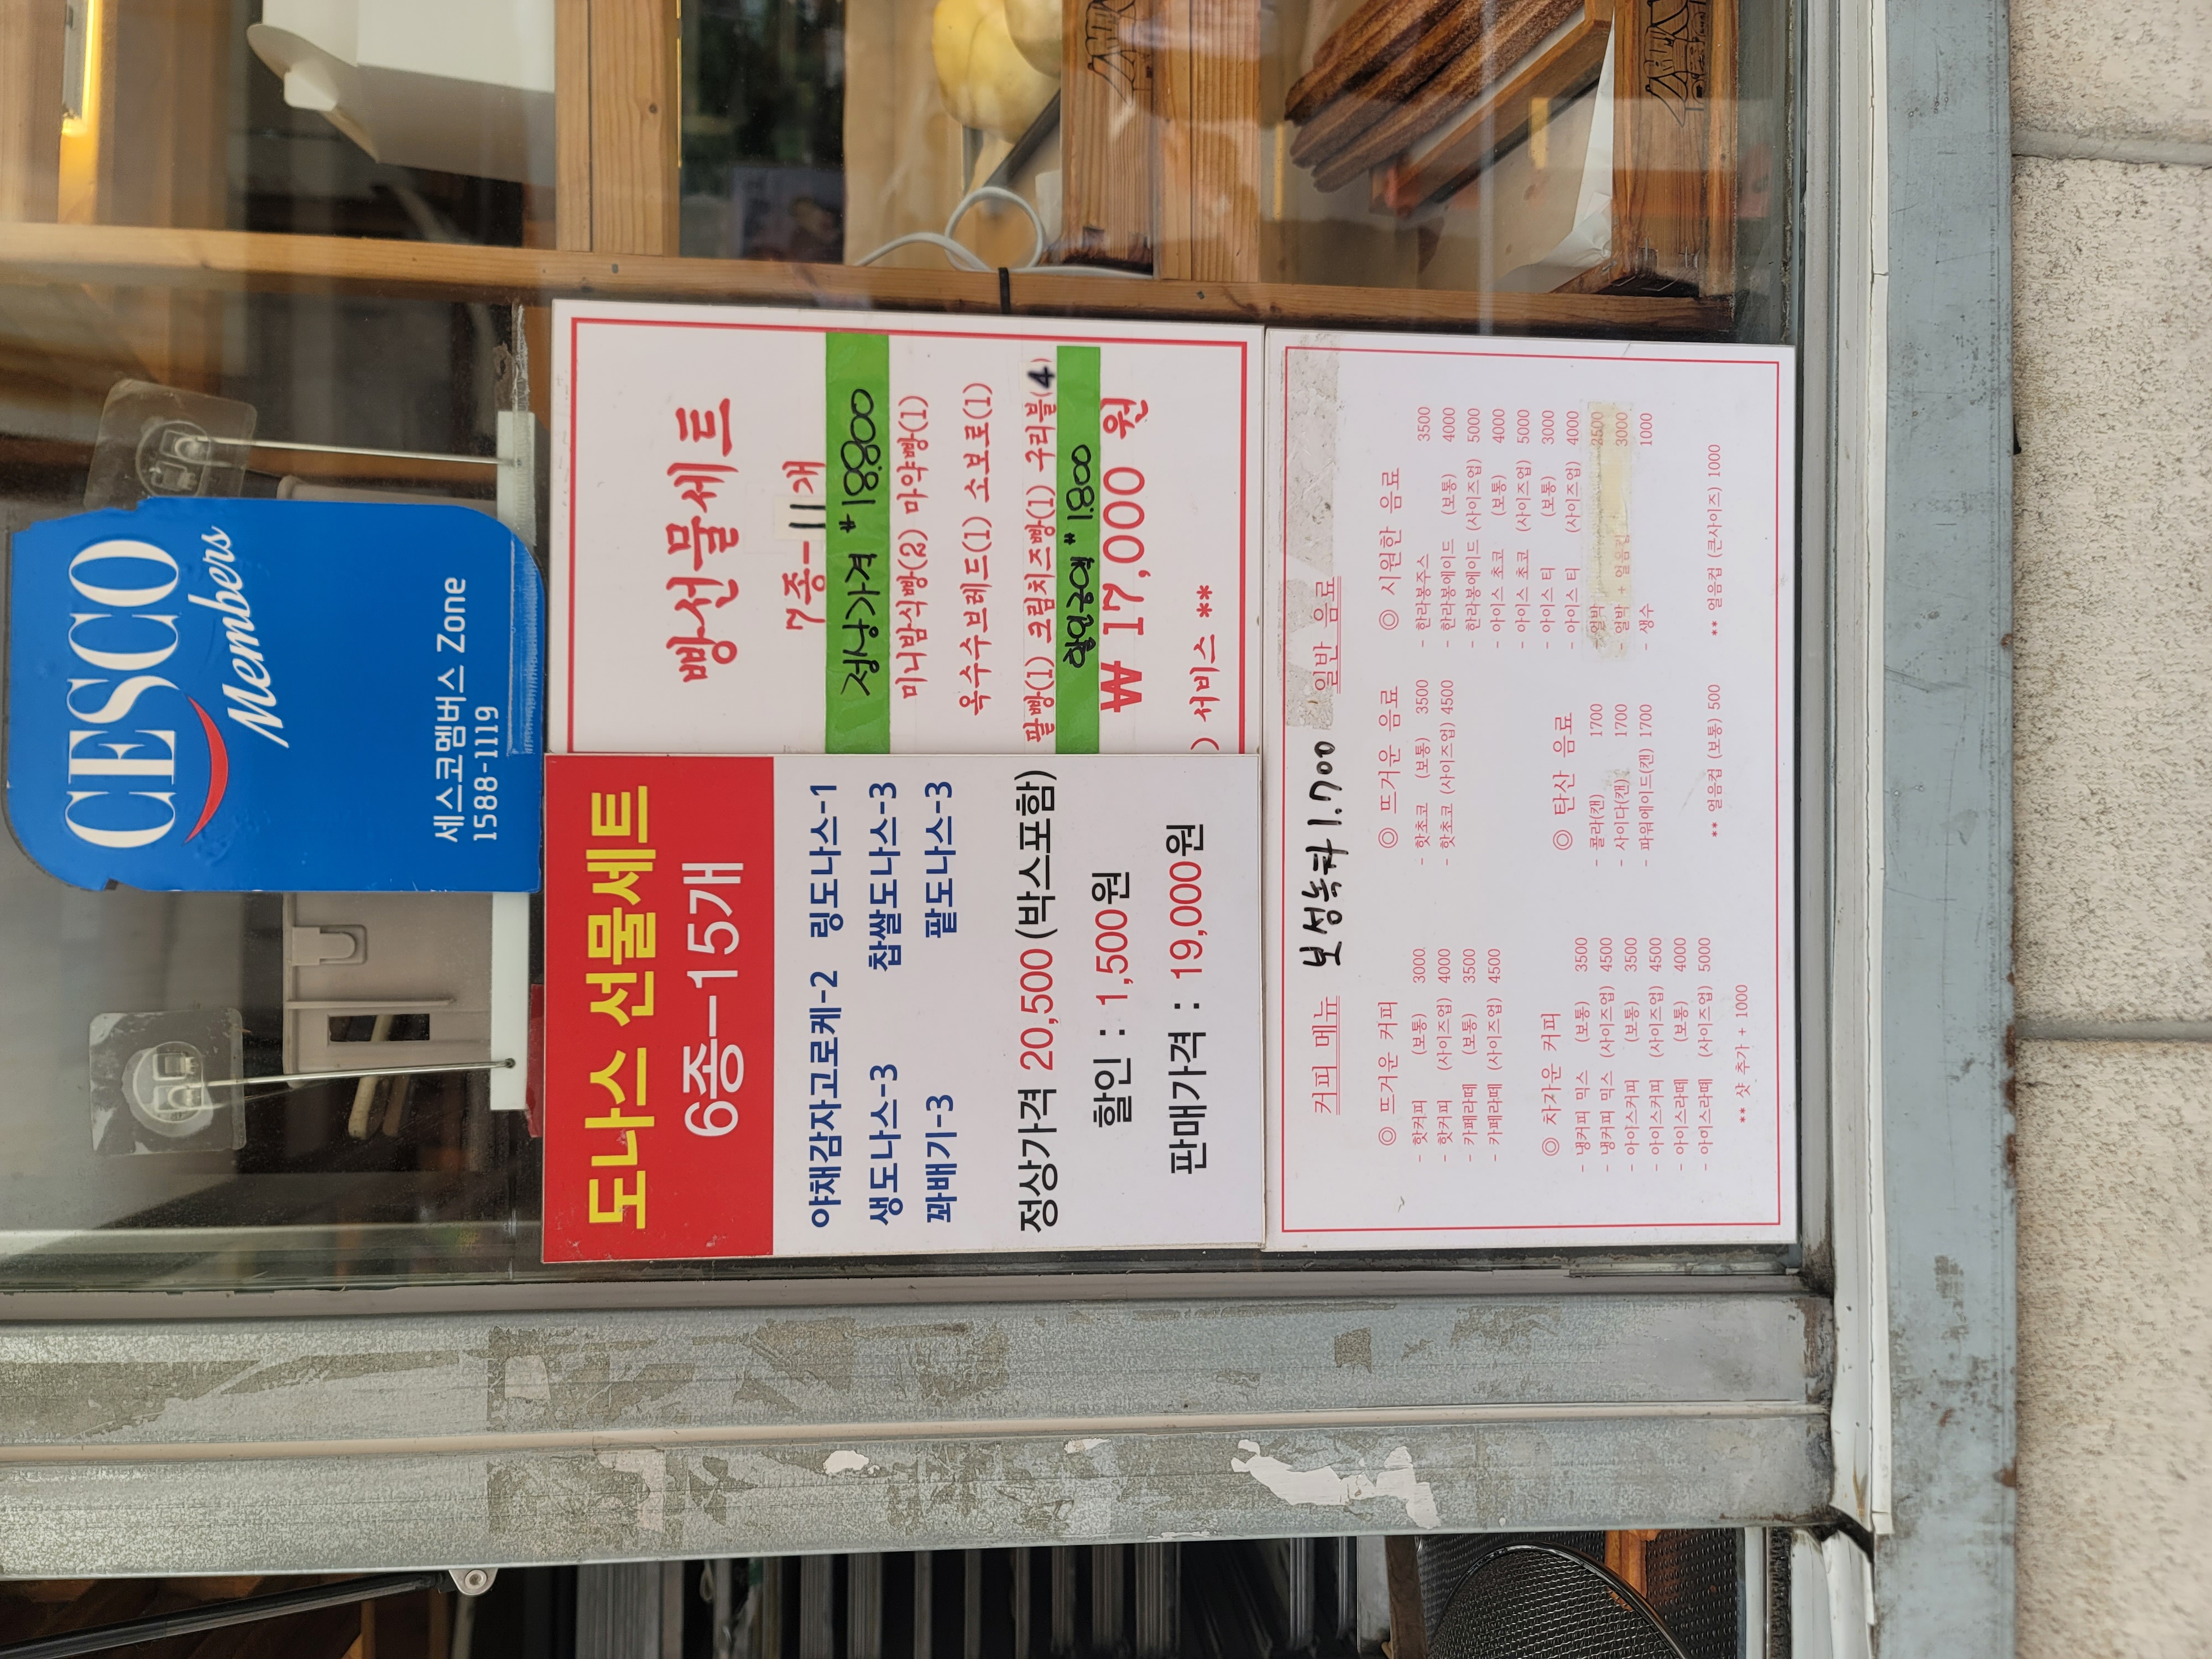 CESCO
Members
세스코멤버스 Zone
1588-1119
도나스 선물세트
6종-15개
야채감자고로케-2 링도나스-1
생도나스-3 찹쌀도나스-3
꽈배기-3 팥도나스-3
정상가격 20,500 (박스포함)
할인 : 1,500원
판매가격 : 19,000원
빵선물세트
7종-11개
정상가격 ₩18800
미니밤식빵(2) 마약빵(1)
옥수수브레드(1) 소보로(1)
팥빵(1) 크림치즈빵(1) 구리볼(4)
₩1800
₩ 17,000 원
) 서비스 **
커피 메뉴
보성녹차 1.700
일반 음료
◎ 뜨거운 커피
- 핫커피 (보통) 3000
- 핫커피 (사이즈업) 4000
- 카페라떼 (보통) 3500
- 카페라떼 (사이즈업) 4500
◎ 차가운 커피
- 냉커피 믹스 (보통) 3500
- 냉커피 믹스 (사이즈업) 4500
- 아이스커피 (보통) 3500
- 아이스커피 (사이즈업) 4500
- 아이스라떼 (보통) 4000
- 아이스라떼 (사이즈업) 5000
** 샷 추가 + 1000
◎ 뜨거운 음료
- 핫초코 (보통) 3500
- 핫초코 (사이즈업) 4500
◎ 탄산 음료
- 콜라(캔) 1700
- 사이다(캔) 1700
- 파워에이드(캔) 1700
** 얼음컵 (보통) 500
◎ 시원한 음료
- 한라봉주스 3500
- 한라봉에이드 (보통) 4000
- 한라봉에이드 (사이즈업) 5000
- 아이스 초코 (보통) 4000
- 아이스 초코 (사이즈업) 5000
- 아이스 티 (보통) 3000
- 아이스 티 (사이즈업) 4000
- 얼박 2500
- 얼박 + 얼음컵 3000
- 생수 1000
** 얼음컵 (큰사이즈) 1000